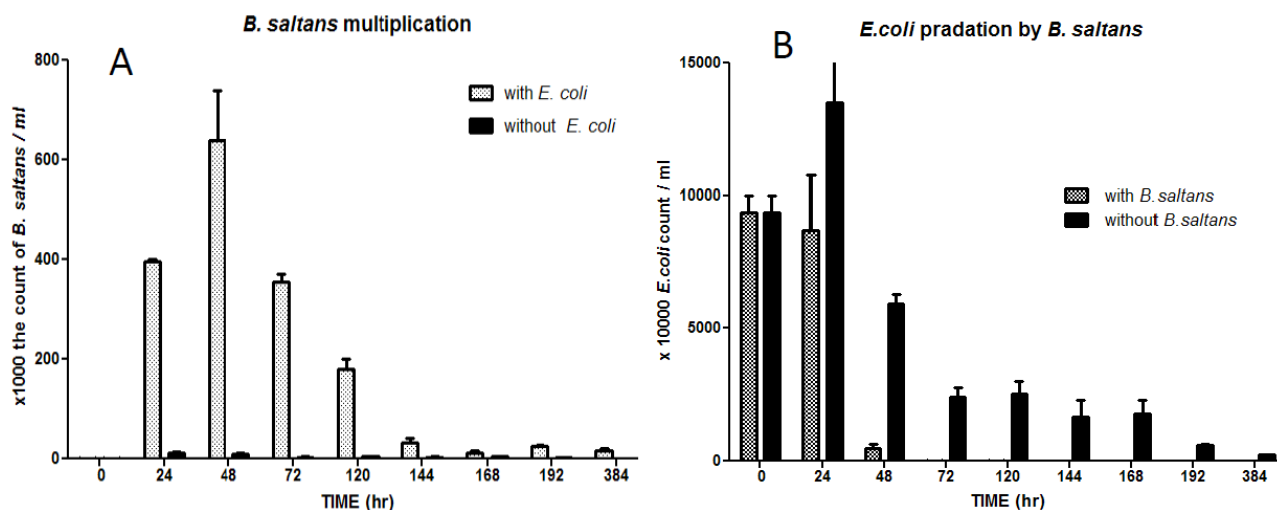 B. saltans multiplication
A
800
600
400
200
0
x1000 the count of B. saltans / ml
with E. coli
without E. coli
0 24 48 72 120 144 168 192 384
TIME (hr)
E.coli pradation by B. saltans
B
15000
10000
5000
0
x 10000 E.coli count / ml
with B.saltans
without B.saltans
0 24 48 72 120 144 168 192 384
TIME (hr)